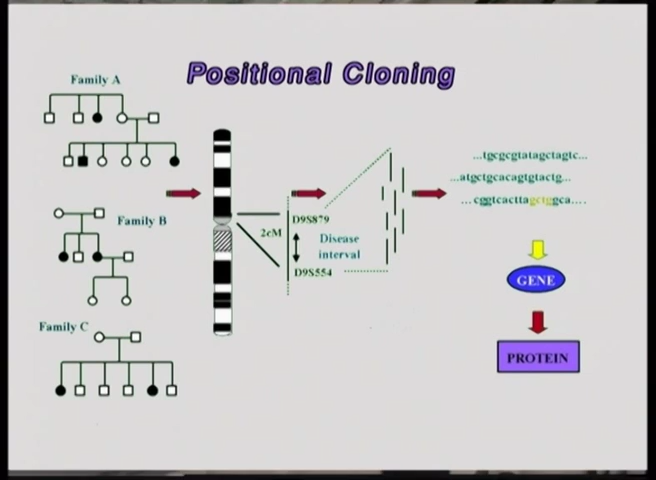 Positional Cloning
Family A
Family B
Family C
D9S879
2cM
Disease
interval
D9S554
...tgcgcgtatagctagtc...
...atgctgcacagtgtactg...
... cggtcacttagctggca....
GENE
PROTEIN